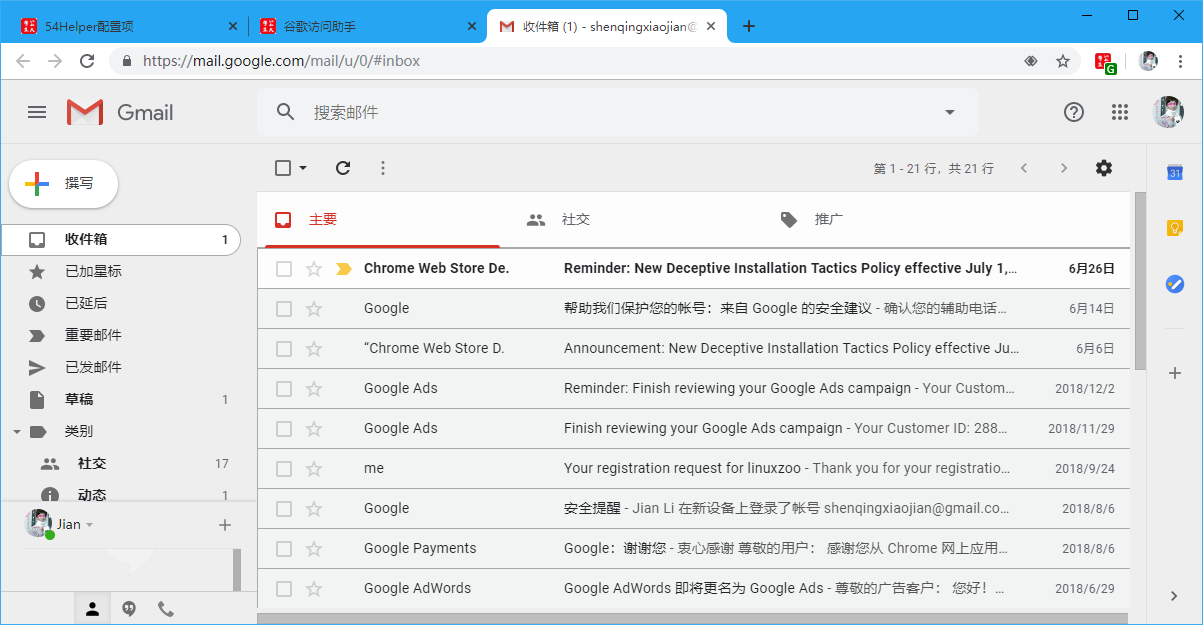 54Helper配置项
谷歌访问助手
收件箱 (1) - shenqingxiaojian@
https://mail.google.com/mail/u/0/#inbox
G
Gmail
搜索邮件
撰写
第 1 - 21 行，共 21 行
31
收件箱 1
已加星标
已延后
重要邮件
已发邮件
草稿 1
类别
社交 17
动态 1
Jian
主要 社交 推广
Chrome Web Store De. Reminder: New Deceptive Installation Tactics Policy effective July 1,... 6月26日
Google 帮助我们保护您的帐号：来自 Google 的安全建议 - 确认您的辅助电话... 6月14日
“Chrome Web Store D. Announcement: New Deceptive Installation Tactics Policy effective Ju... 6月6日
Google Ads Reminder: Finish reviewing your Google Ads campaign - Your Custom... 2018/12/2
Google Ads Finish reviewing your Google Ads campaign - Your Customer ID: 288... 2018/11/29
me Your registration request for linuxzoo - Thank you for your registratio... 2018/9/24
Google 安全提醒 - Jian Li 在新设备上登录了帐号 shenqingxiaojian@gmail.co... 2018/8/6
Google Payments Google：谢谢您 - 衷心感谢 尊敬的用户： 感谢您从 Chrome 网上应用... 2018/8/6
Google AdWords Google AdWords 即将更名为 Google Ads - 尊敬的广告客户： 您好！... 2018/6/29